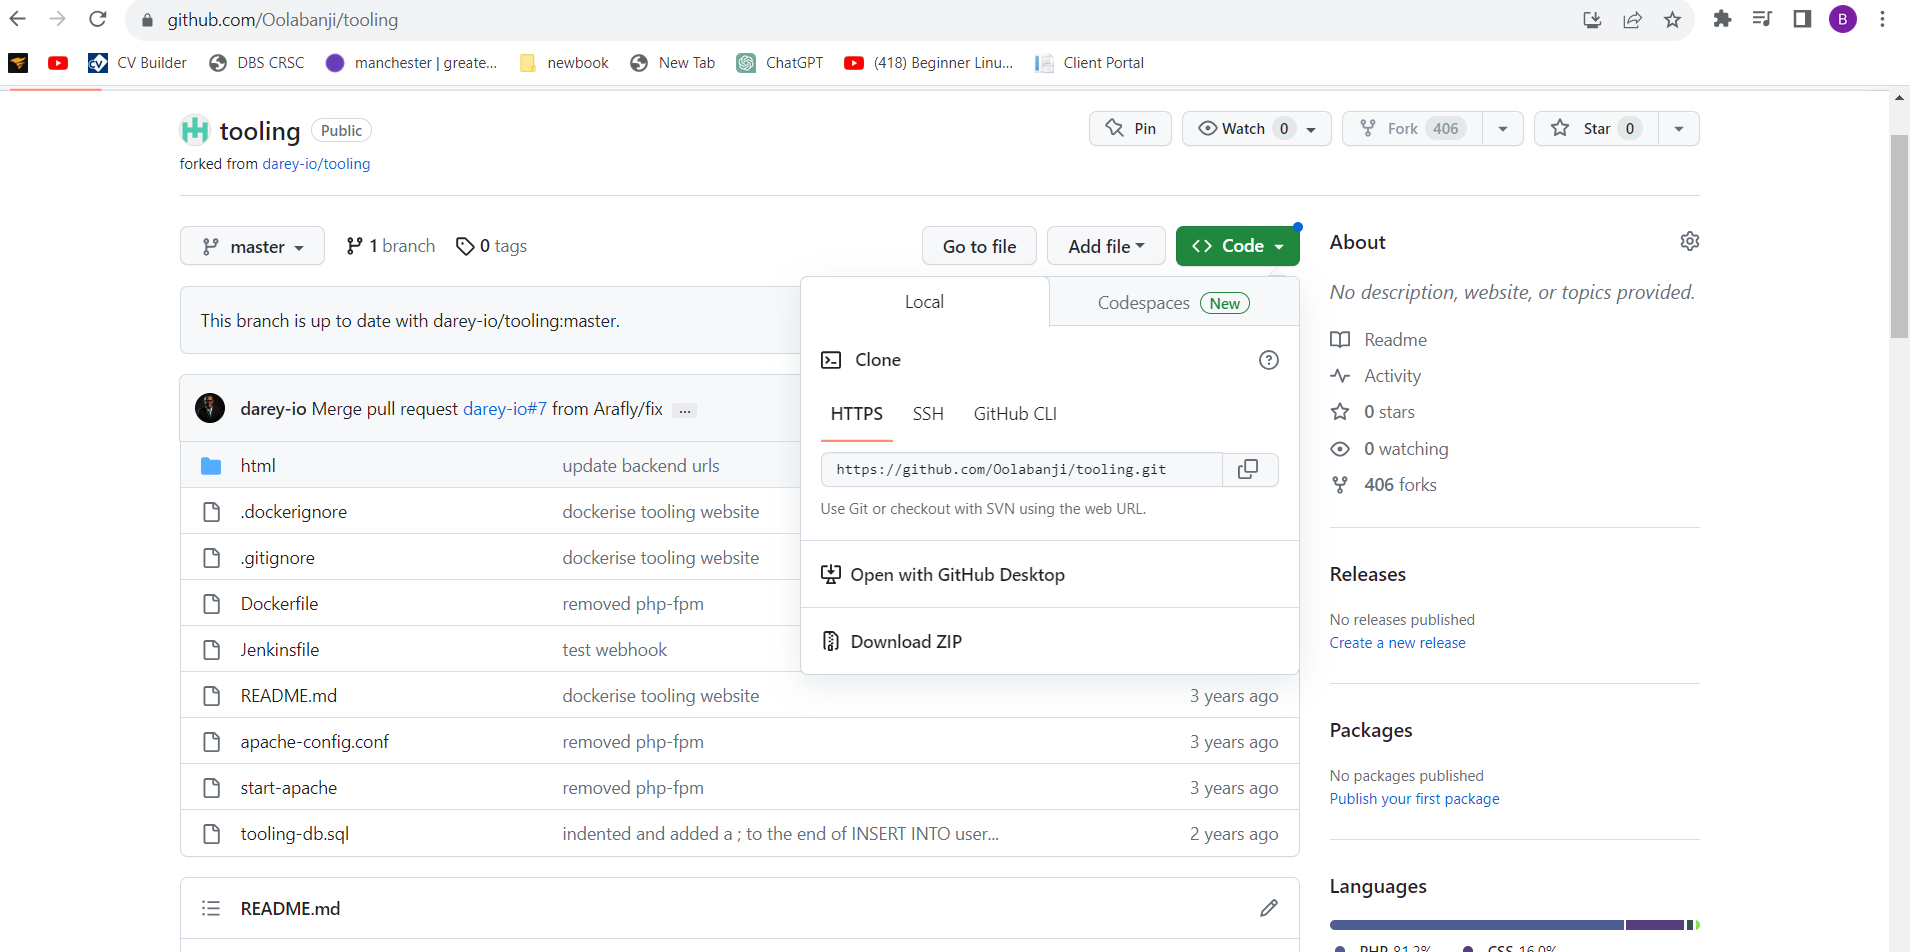 github.com/Oolabanji/tooling
B
CV Builder
DBS CRSC
manchester | greate...
newbook
New Tab
ChatGPT
(418) Beginner Linu...
Client Portal
tooling Public
forked from darey-io/tooling
Pin
Watch 0
Fork 406
Star 0
master
1 branch
0 tags
Go to file
Add file
<> Code
This branch is up to date with darey-io/tooling:master.
darey-io Merge pull request darey-io#7 from Arafly/fix ...
html update backend urls
.dockerignore dockerise tooling website
.gitignore dockerise tooling website
Dockerfile removed php-fpm
Jenkinsfile test webhook
README.md dockerise tooling website 3 years ago
apache-config.conf removed php-fpm 3 years ago
start-apache removed php-fpm 3 years ago
tooling-db.sql indented and added a ; to the end of INSERT INTO user... 2 years ago
README.md
Local
Codespaces New
Clone
HTTPS SSH GitHub CLI
https://github.com/Oolabanji/tooling.git
Use Git or checkout with SVN using the web URL.
Open with GitHub Desktop
Download ZIP
About
No description, website, or topics provided.
Readme
Activity
0 stars
0 watching
406 forks
Releases
No releases published
Create a new release
Packages
No packages published
Publish your first package
Languages
PHP 81.2% CSS 16.0%